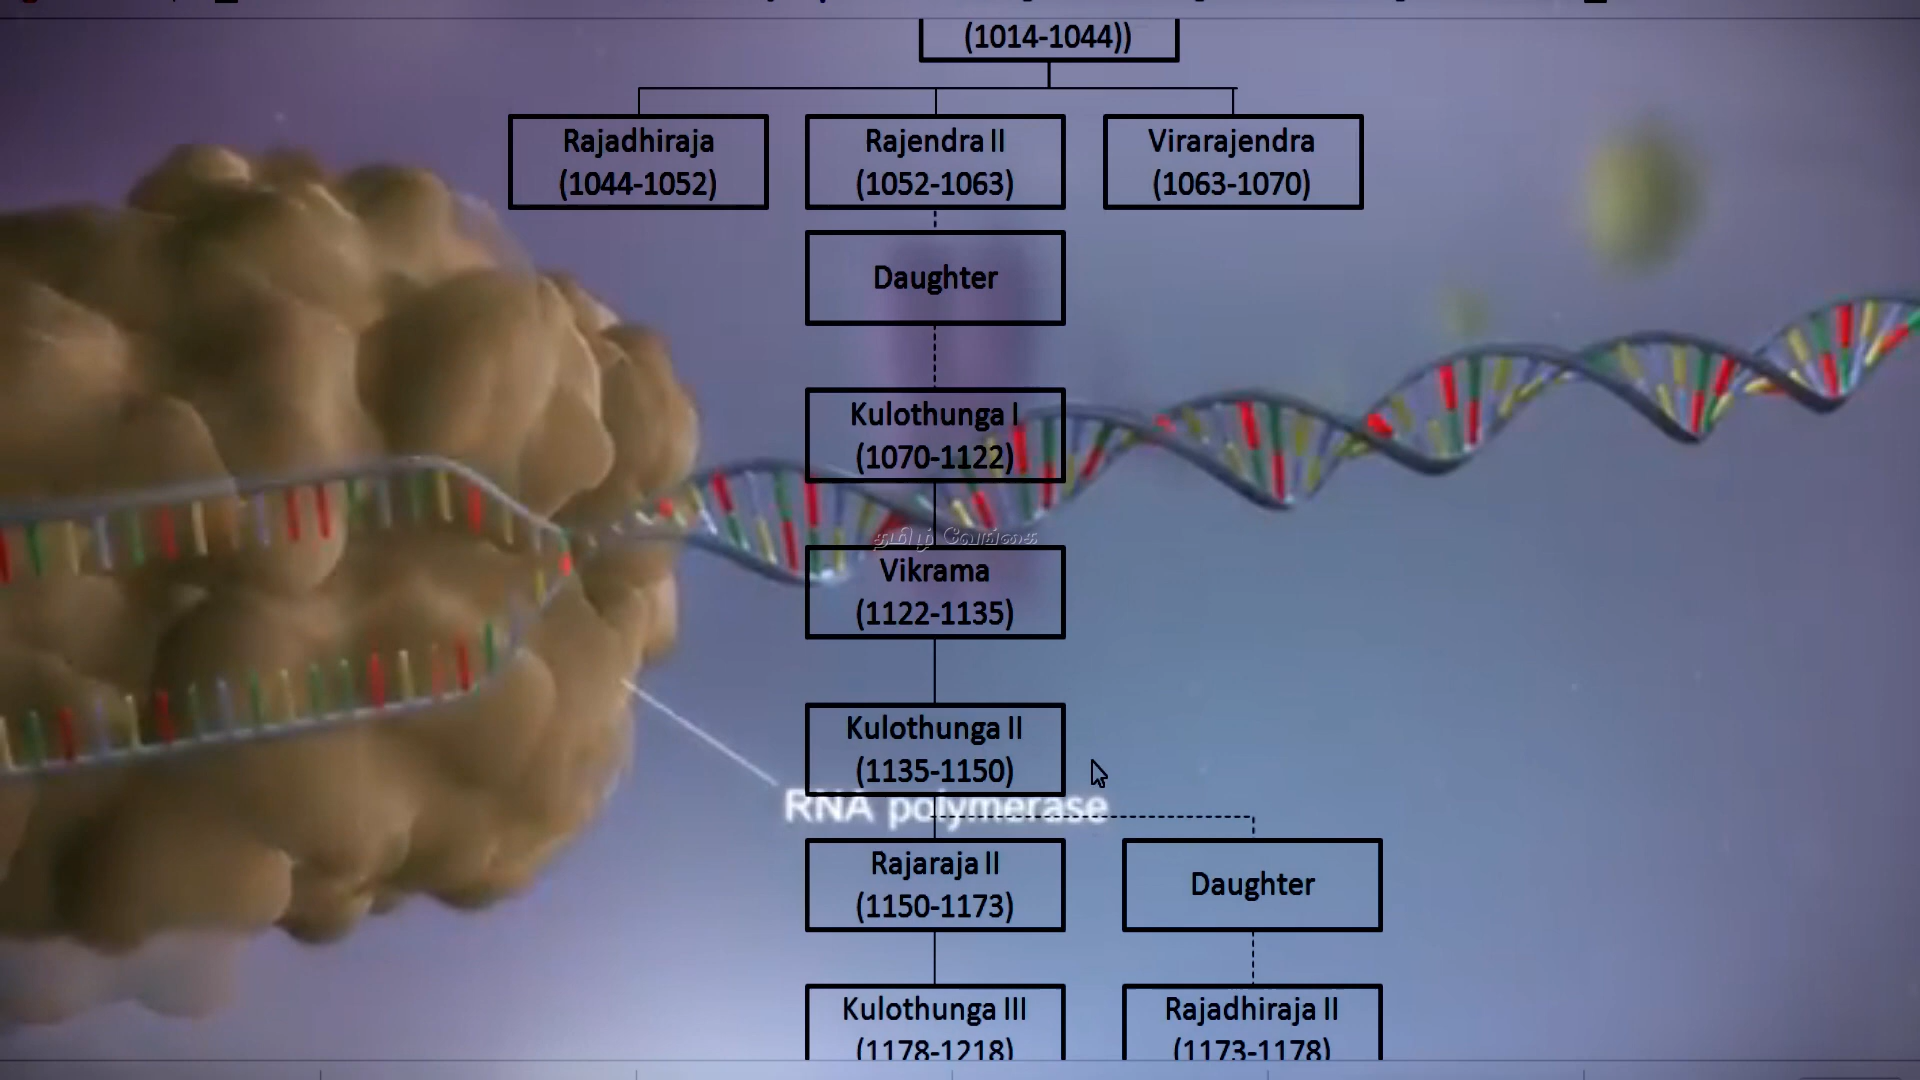 (1014-1044))
Rajadhiraja
(1044-1052)
Rajendra II
(1052-1063)
Virarajendra
(1063-1070)
Daughter
Kulothunga I
(1070-1122)
தமிழ் வேங்கை
Vikrama
(1122-1135)
Kulothunga II
(1135-1150)
RNA polymerase
Rajaraja II
(1150-1173)
Daughter
Kulothunga III
(1178-1218)
Rajadhiraja II
(1173-1178)